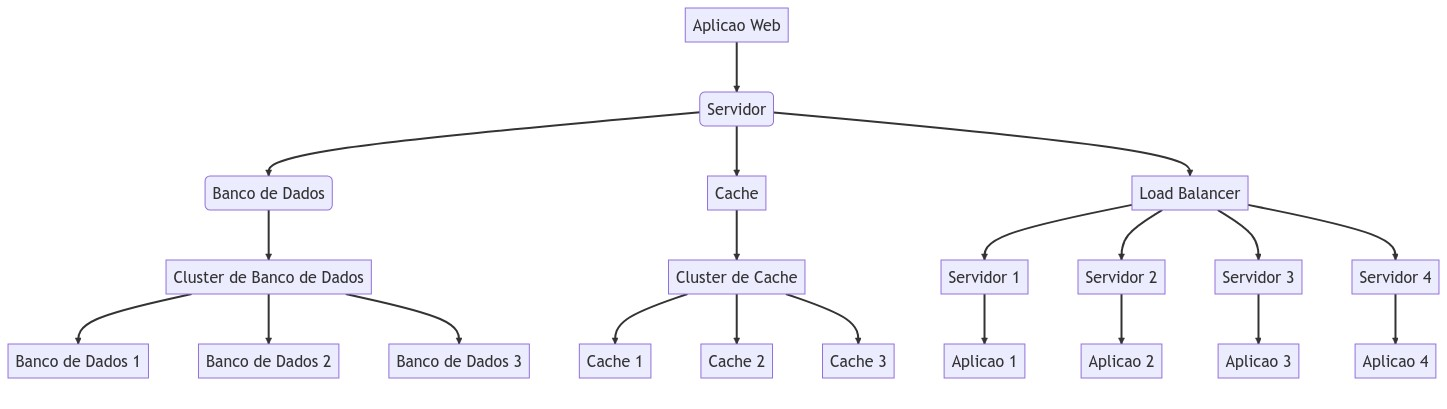 Aplicao Web
Servidor
Banco de Dados
Cache
Load Balancer
Cluster de Banco de Dados
Cluster de Cache
Servidor 1
Servidor 2
Servidor 3
Servidor 4
Banco de Dados 1
Banco de Dados 2
Banco de Dados 3
Cache 1
Cache 2
Cache 3
Aplicao 1
Aplicao 2
Aplicao 3
Aplicao 4